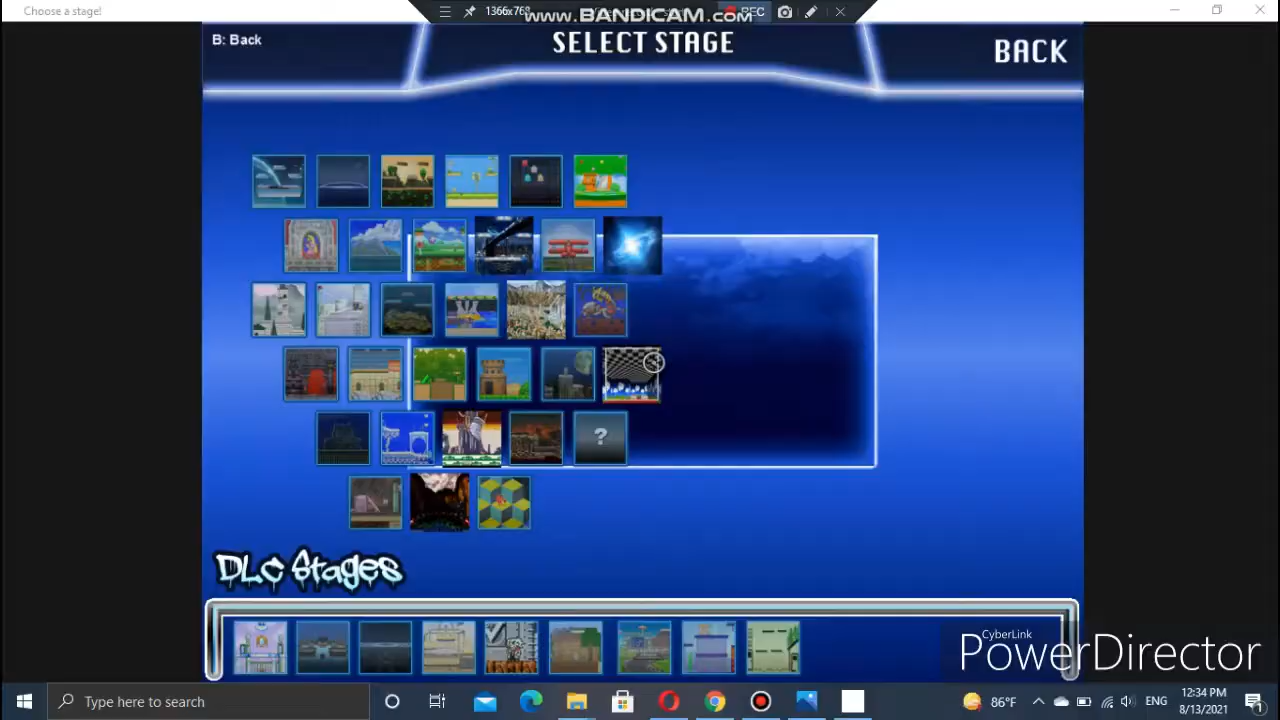 Choose a stage!
1366x768
REC
www.BANDICAM.com
B: Back
SELECT STAGE
BACK
?
DLC Stages
CyberLink
PowerDirector
Type here to search
86°F
ENG
12:34 PM
8/13/2021
1